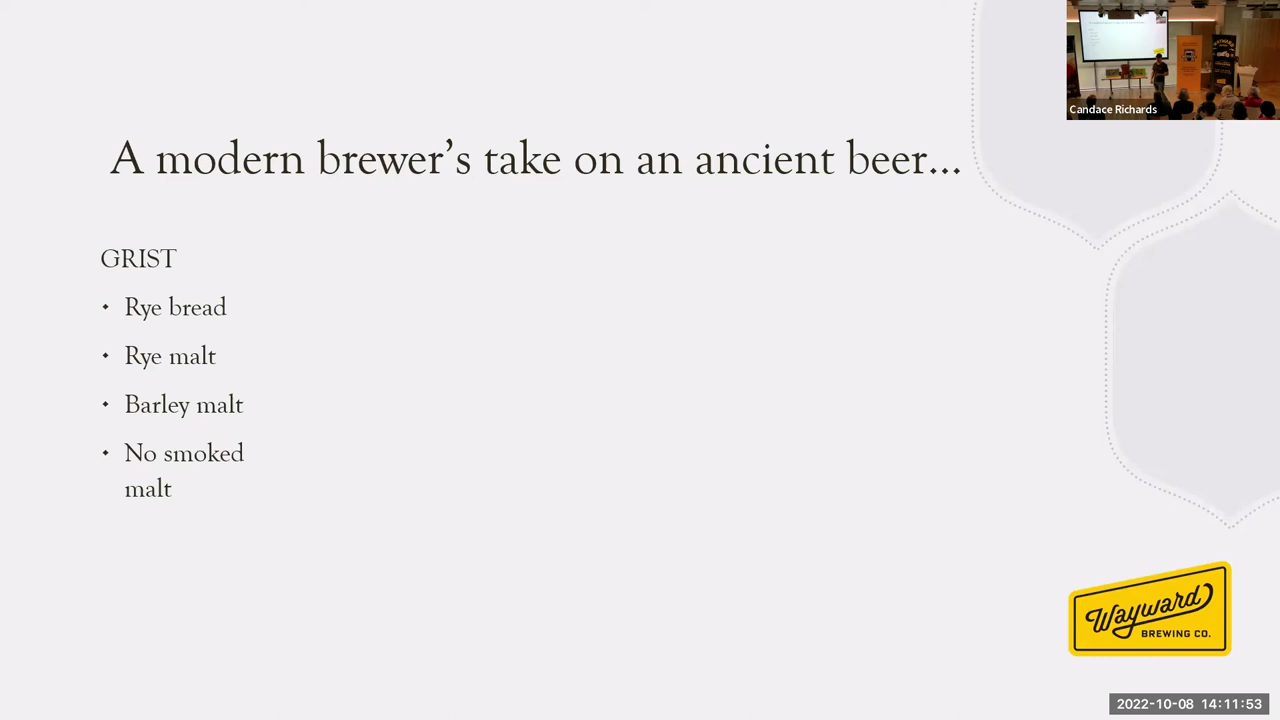 A modern brewer’s take on an ancient beer…
GRIST
• Rye bread
• Rye malt
• Barley malt
• No smoked
malt
Candace Richards
Wayward
BREWING CO.
2022-10-08 14:11:53